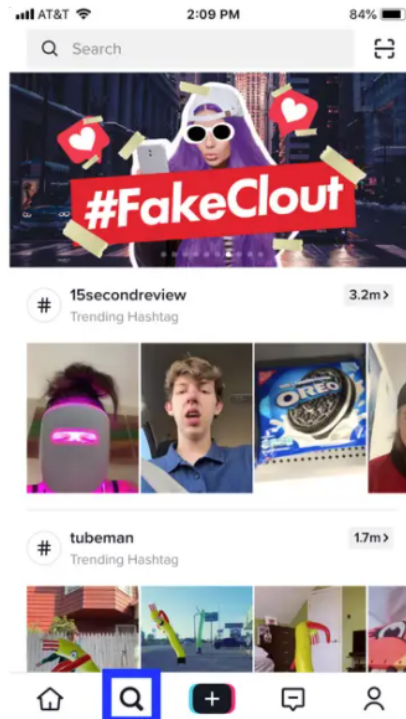 AT&T 2:09 PM 84%
Search
#FakeClout
# 15secondreview 3.2m>
Trending Hashtag
OREO
# tubeman 1.7m>
Trending Hashtag